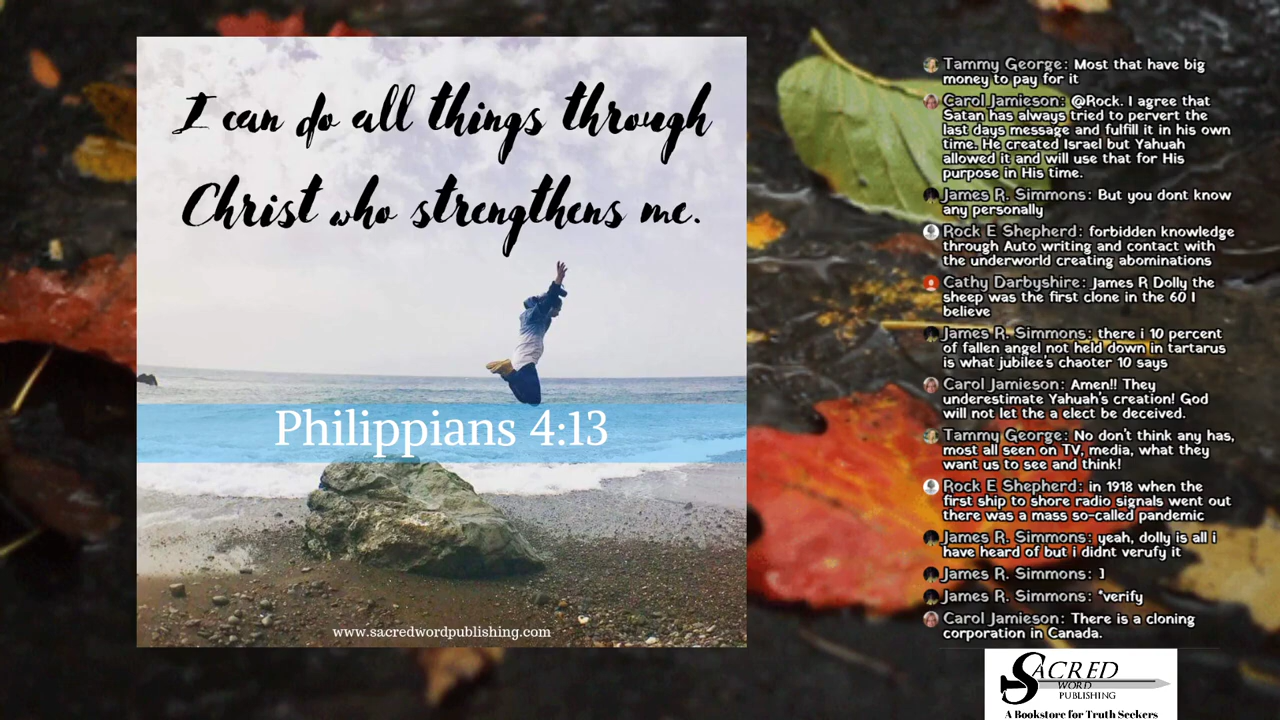 I can do all things through
Christ who strengthens me.
Philippians 4:13
www.sacredwordpublishing.com
Tammy George: Most that have big
money to pay for it
Carol Jamieson: @Rock. I agree that
Satan has always tried to pervert the
last days message and fulfill it in his own
time. He created Israel but Yahuah
allowed it and will use that for His
purpose in His time.
James R. Simmons: But you dont know
any personally
Rock E Shepherd: forbidden knowledge
through Auto writing and contact with
the underworld creating abominations
Cathy Darbyshire: James R Dolly the
sheep was the first clone in the 60 I
believe
James R. Simmons: there i 10 percent
of fallen angel not held down in tartarus
is what jubilee's chaoter 10 says
Carol Jamieson: Amen!! They
underestimate Yahuah's creation! God
will not let the a elect be deceived.
Tammy George: No don't think any has,
most all seen on TV, media, what they
want us to see and think!
Rock E Shepherd: in 1918 when the
first ship to shore radio signals went out
there was a mass so-called pandemic
James R. Simmons: yeah, dolly is all i
have heard of but i didnt verufy it
James R. Simmons: ]
James R. Simmons: *verify
Carol Jamieson: There is a cloning
corporation in Canada.
SACRED
WORD
PUBLISHING
A Bookstore for Truth Seekers